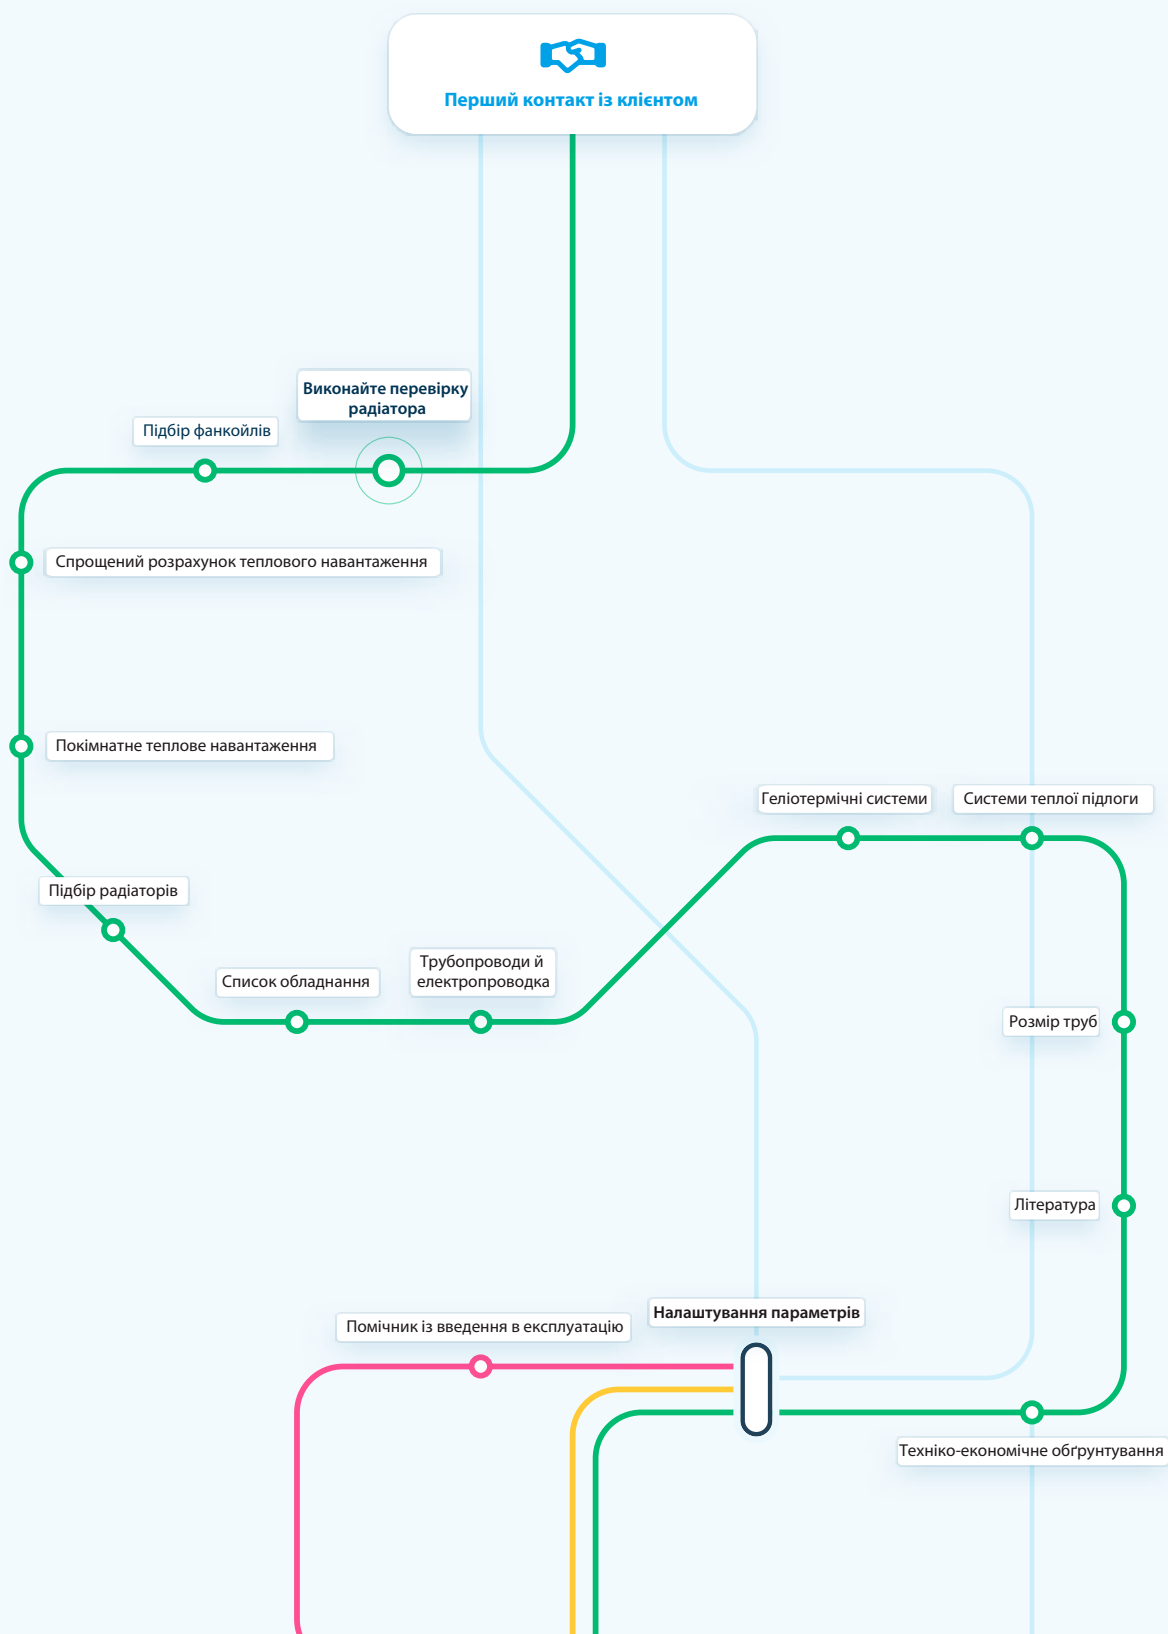 Перший контакт із клієнтом
Виконайте перевірку
радіатора
Підбір фанкойлів
Спрощений розрахунок теплового навантаження
Покімнатне теплове навантаження
Геліотермічні системи
Системи теплої підлоги
Підбір радіаторів
Список обладнання
Трубопроводи й
електропроводка
Розмір труб
Література
Налаштування параметрів
Помічник із введення в експлуатацію
Техніко-економічне обґрунтування